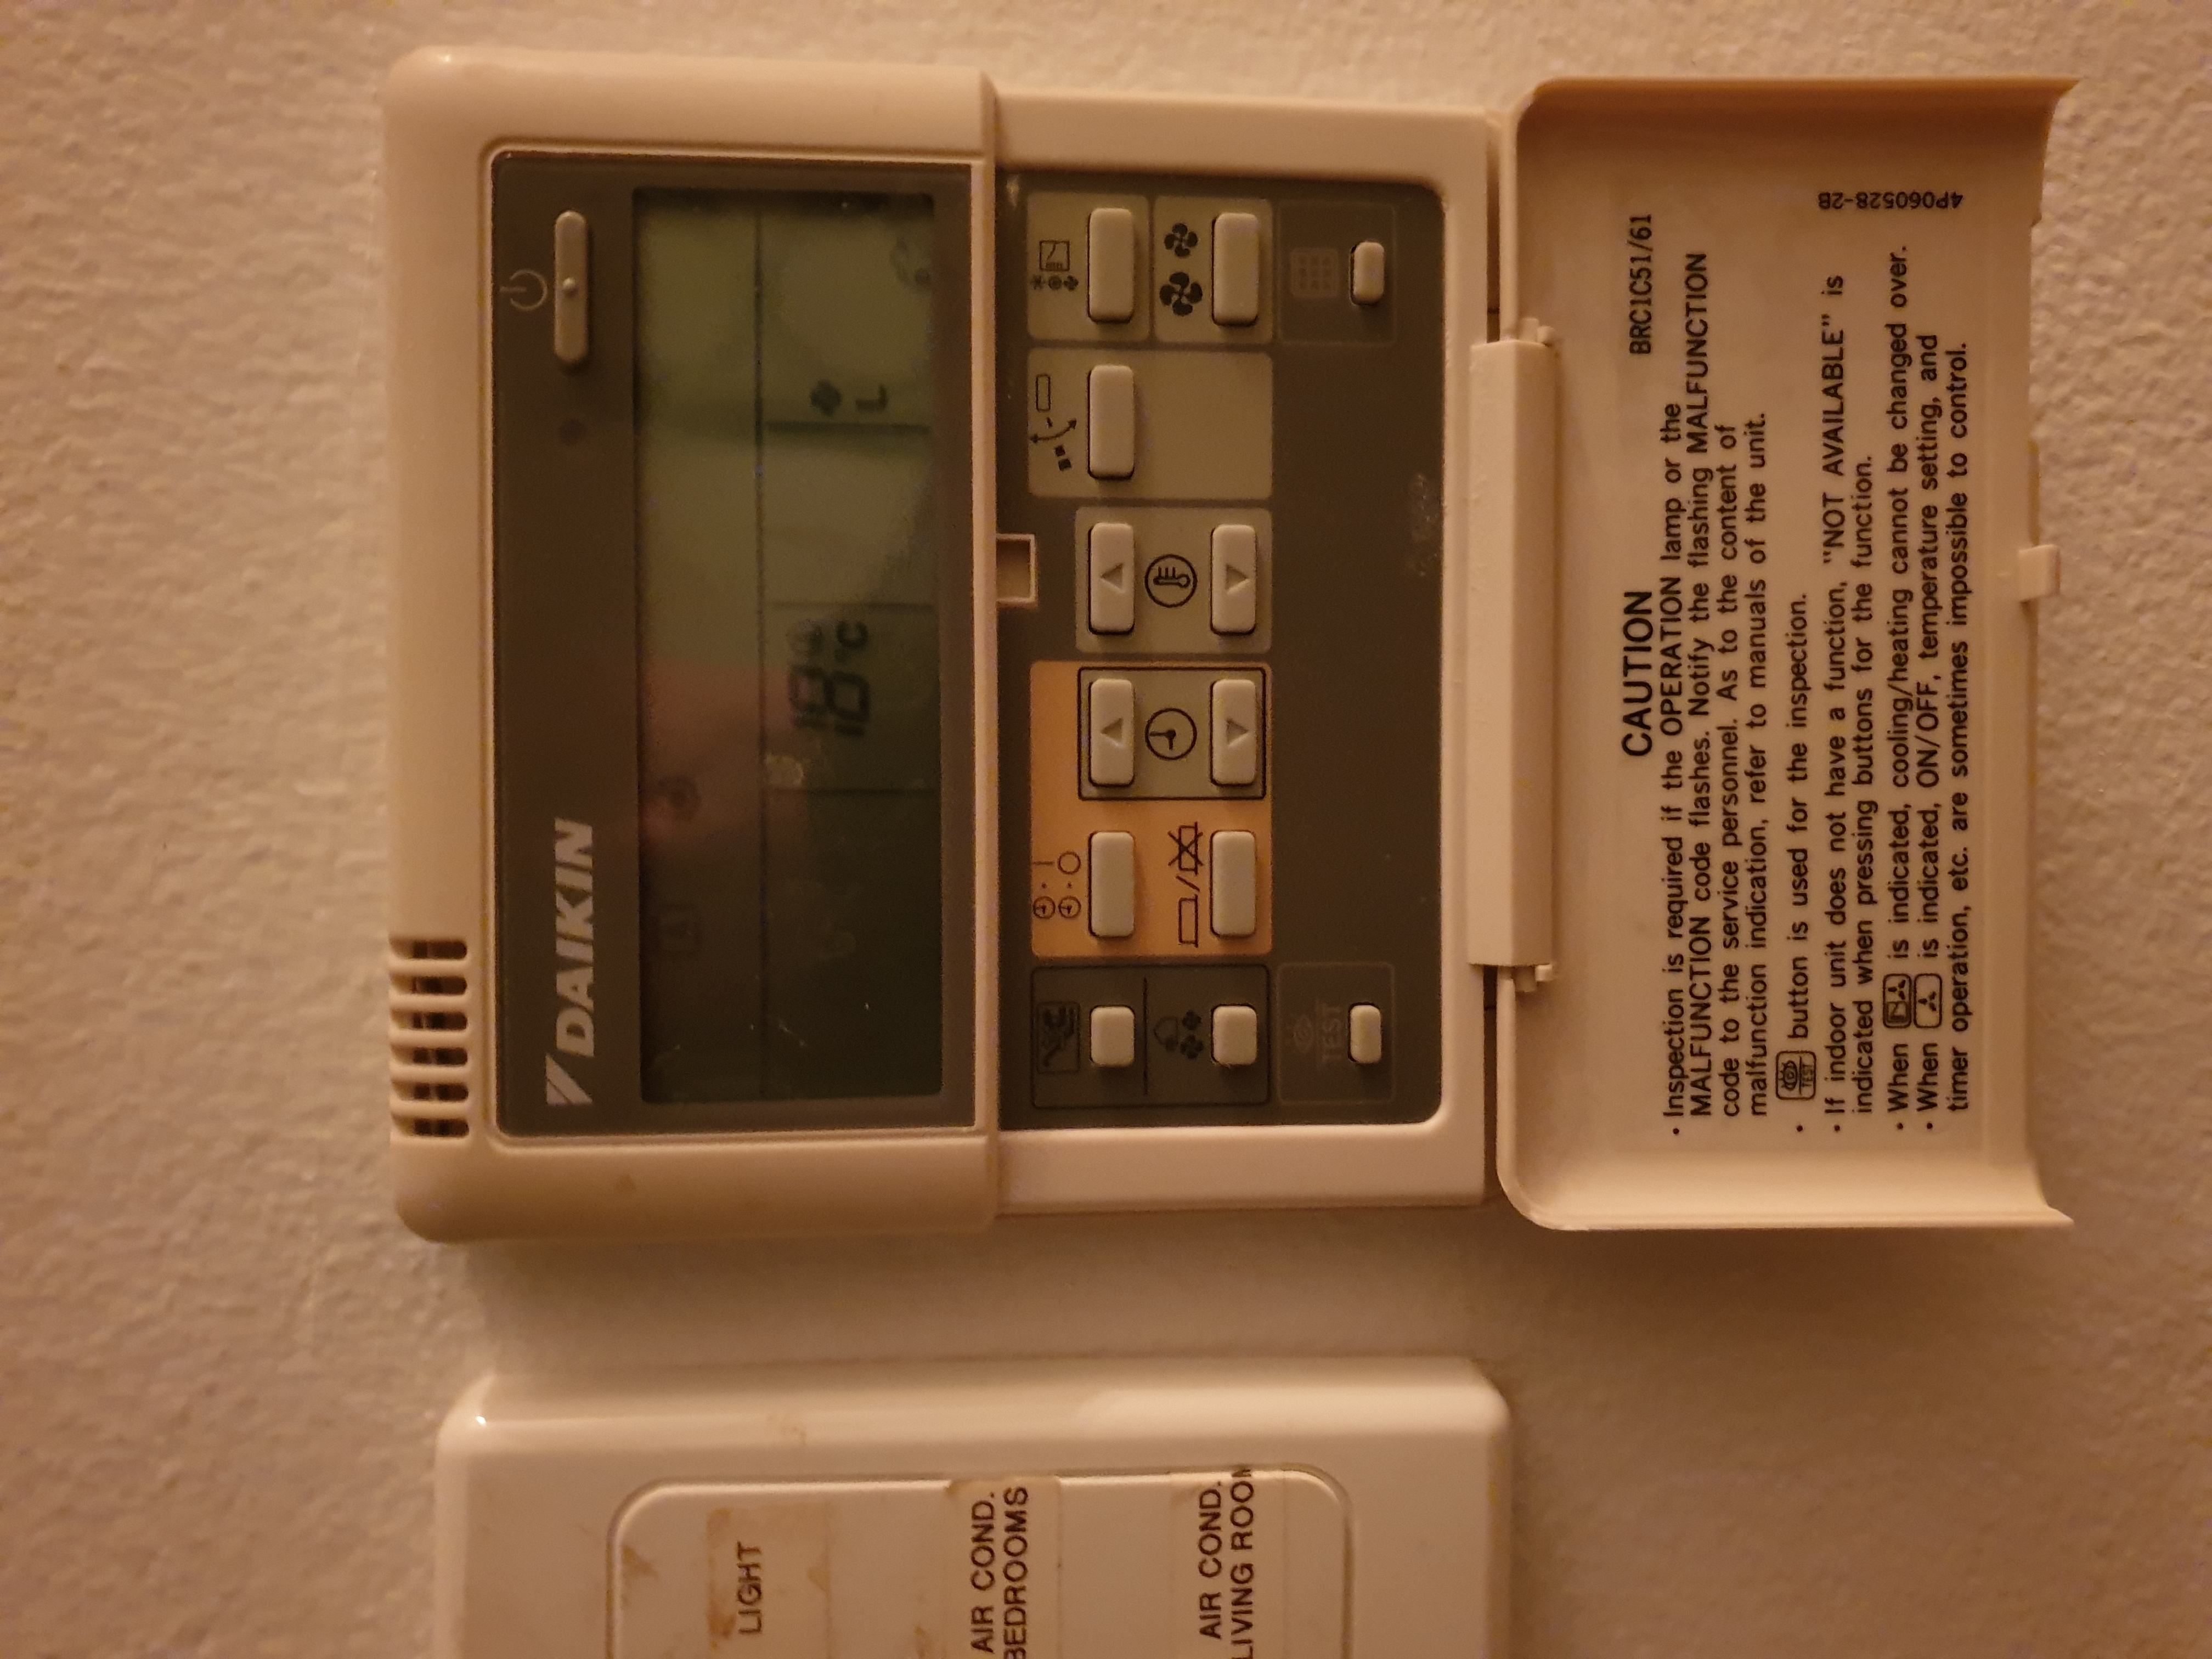 LIGHT
AIR COND.
BEDROOMS
AIR COND.
LIVING ROOM
DAIKIN
18 °C
L
TEST
CAUTION
BRC1C51/61
• Inspection is required if the OPERATION lamp or the
MALFUNCTION code flashes. Notify the flashing MALFUNCTION
code to the service personnel. As to the content of
malfunction indication, refer to manuals of the unit.
• TEST button is used for the inspection.
• If indoor unit does not have a function, "NOT AVAILABLE" is
indicated when pressing buttons for the function.
• When is indicated, cooling/heating cannot be changed over.
• When is indicated, ON/OFF, temperature setting, and
timer operation, etc. are sometimes impossible to control.
4P060528-2B